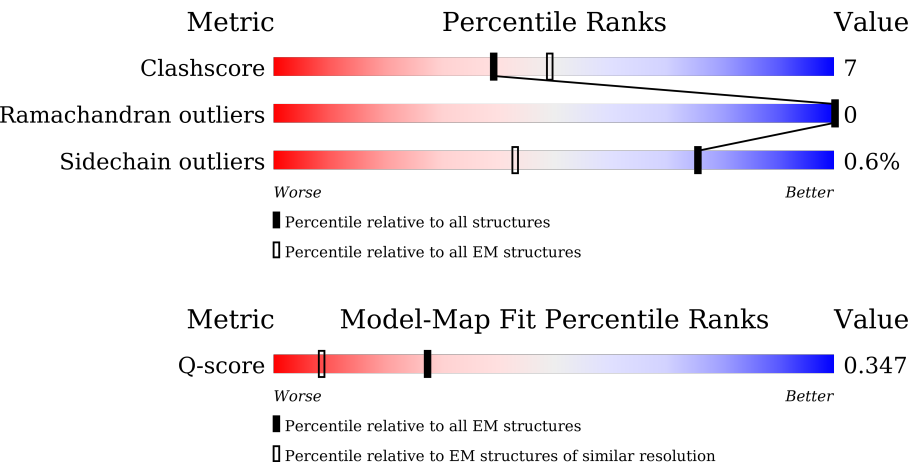 Metric Percentile Ranks Value
Clashscore 7
Ramachandran outliers 0
Sidechain outliers 0.6%
Worse Better
Percentile relative to all structures
Percentile relative to all EM structures
Metric Model-Map Fit Percentile Ranks Value
Q-score 0.347
Worse Better
Percentile relative to all EM structures
Percentile relative to EM structures of similar resolution